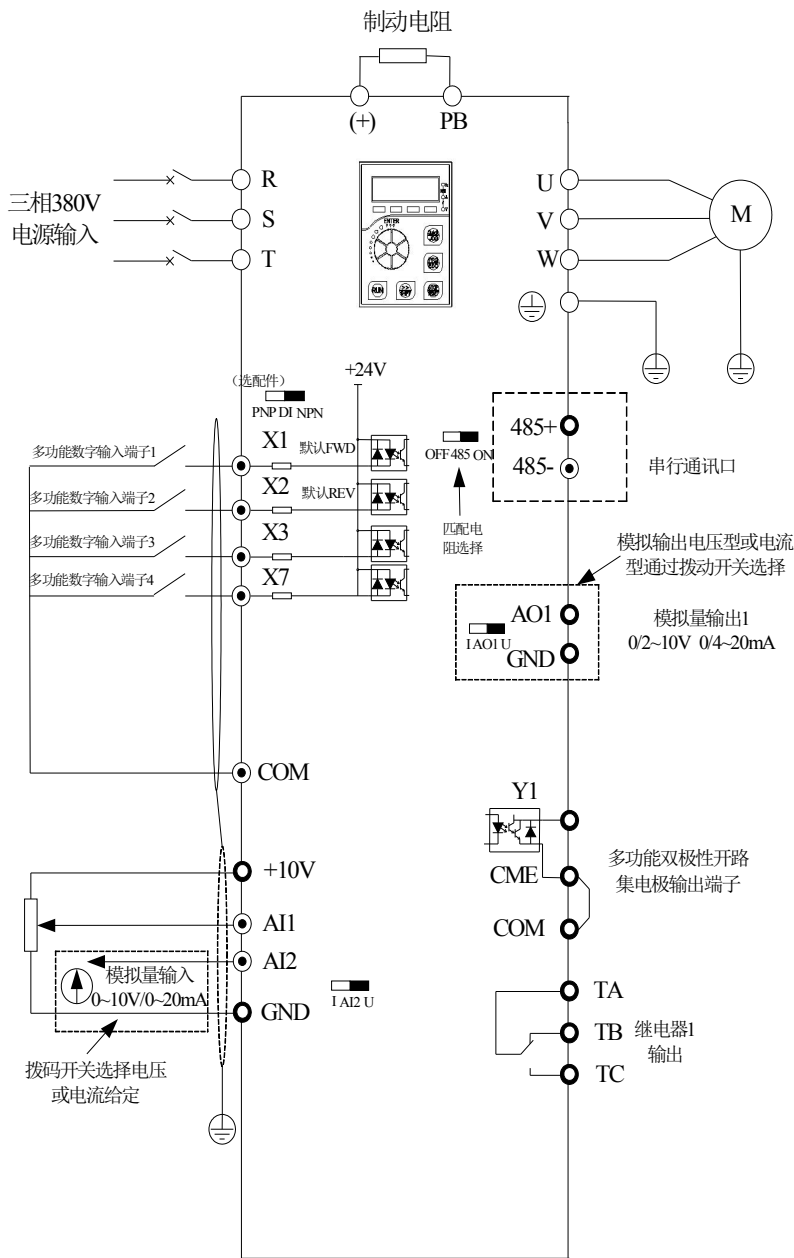 制动电阻
(+)
PB
R
S
T
三相380V
电源输入
U
V
W
M
ENTER
RUN
(选配件)
PNP DI NPN
+24V
多功能数字输入端子1
X1
默认FWD
多功能数字输入端子2
X2
默认REV
多功能数字输入端子3
X3
多功能数字输入端子4
X7
OFF 485 ON
匹配电
阻选择
485+
485-
串行通讯口
模拟输出电压型或电流
型通过拨动开关选择
I AO1 U
AO1
GND
模拟量输出1
0/2~10V 0/4~20mA
COM
Y1
CME
COM
多功能双极性开路
集电极输出端子
+10V
AI1
AI2
GND
模拟量输入
0~10V/0~20mA
I AI2 U
拨码开关选择电压
或电流给定
TA
TB
TC
继电器1
输出